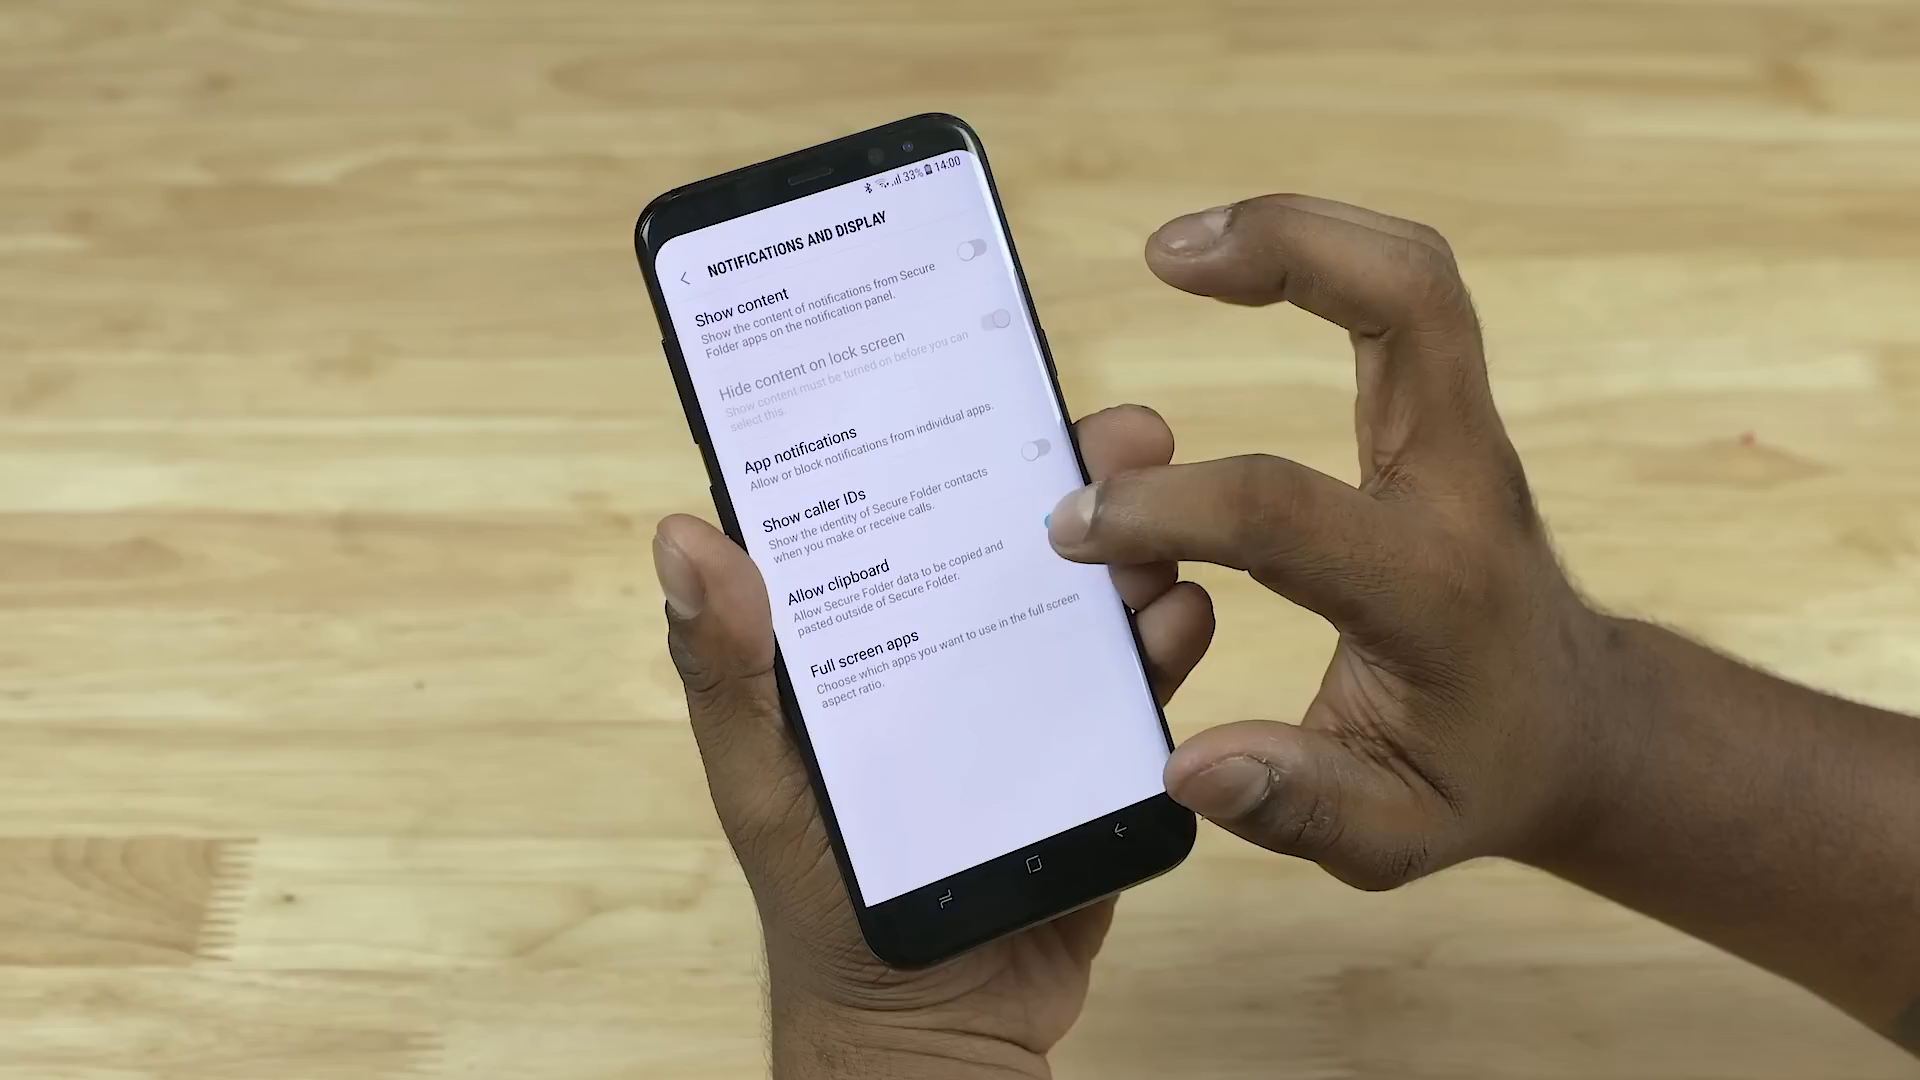 33% 14:00
NOTIFICATIONS AND DISPLAY
Show content
Show the content of notifications from Secure
Folder apps on the notification panel.
Hide content on lock screen
Show content must be turned on before you can
select this.
App notifications
Allow or block notifications from individual apps.
Show caller IDs
Show the identity of Secure Folder contacts
when you make or receive calls.
Allow clipboard
Allow Secure Folder data to be copied and
pasted outside of Secure Folder.
Full screen apps
Choose which apps you want to use in the full screen
aspect ratio.